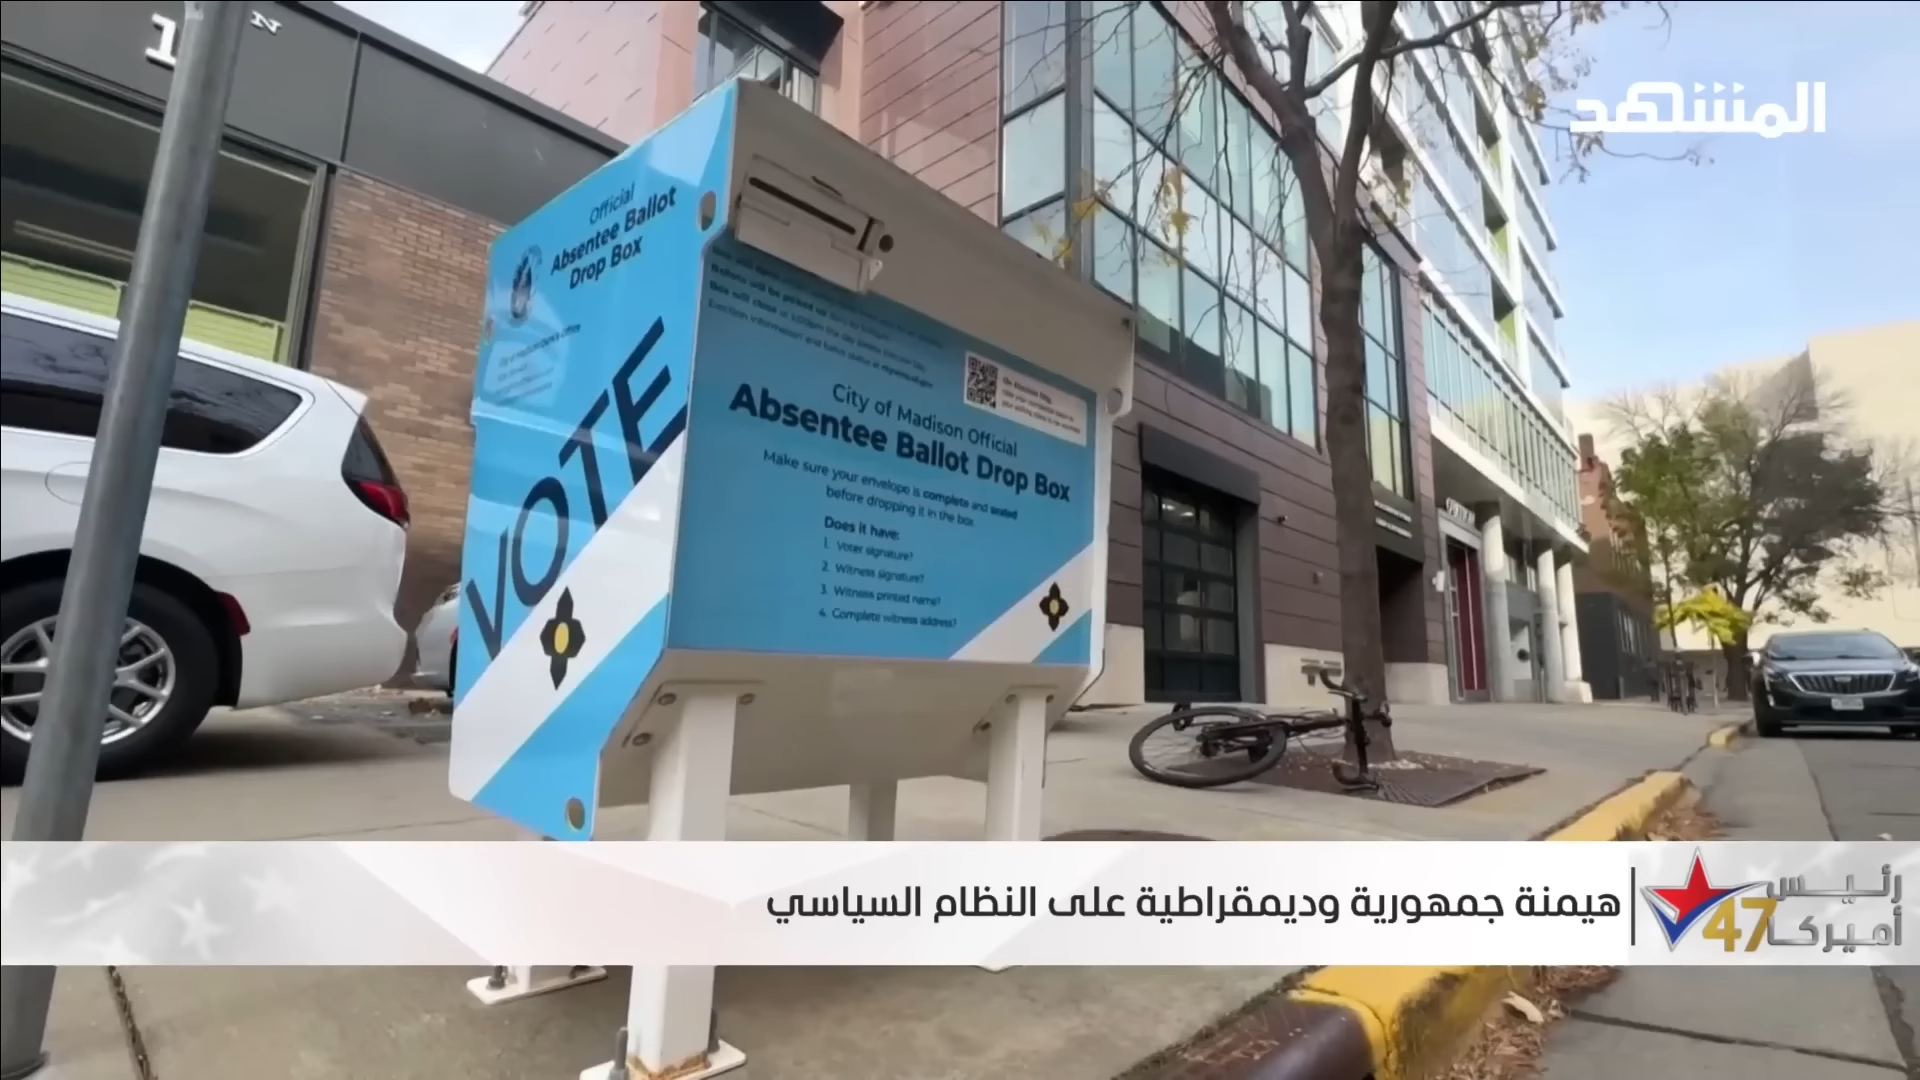 المشهد
Official
Absentee Ballot
Drop Box
VOTE
City of Madison Official
Absentee Ballot Drop Box
Make sure your envelope is complete and sealed
before dropping it in the box.
Does it have:
1. Voter signature?
2. Witness signature?
3. Witness printed name?
4. Complete witness address?
هيمنة جمهورية وديمقراطية على النظام السياسي
رئيس
أميركا 47